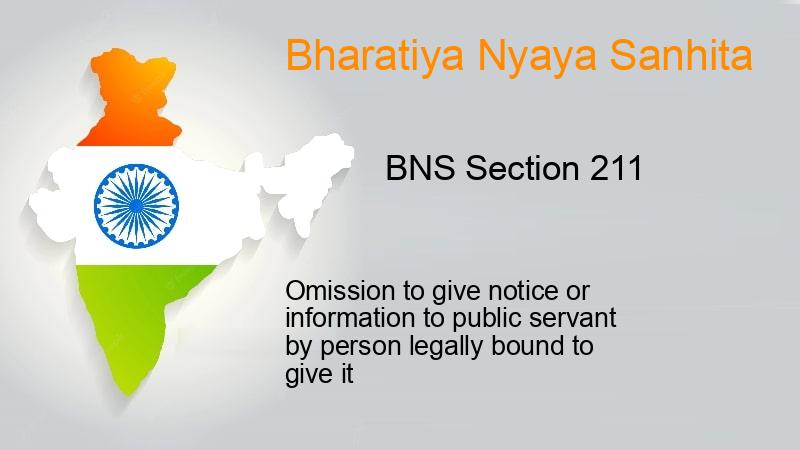 Bharatiya Nyaya Sanhita
BNS Section 211
Omission to give notice or
information to public servant
by person legally bound to
give it